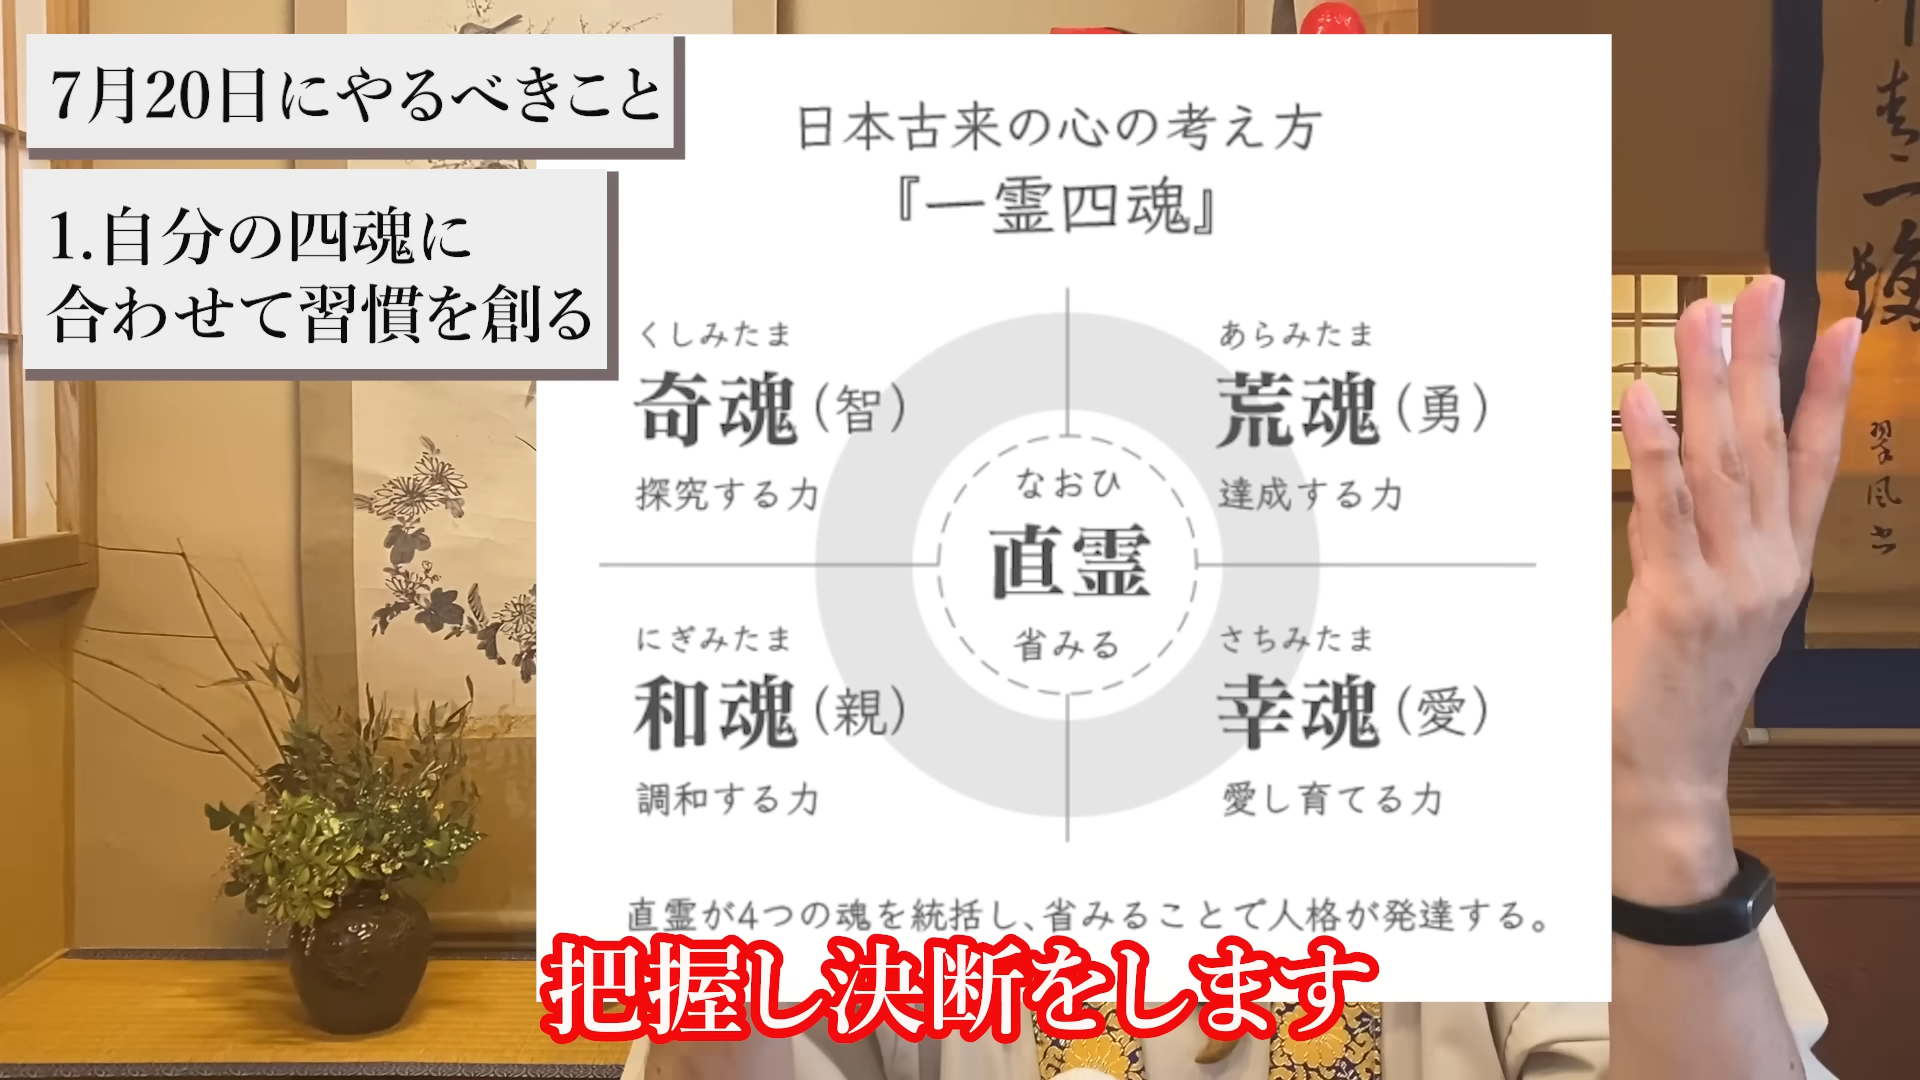 7月20日にやるべきこと
1.自分の四魂に
合わせて習慣を創る
日本古来の心の考え方
『一霊四魂』
くしみたま
奇魂(智)
探究する力
あらみたま
荒魂(勇)
達成する力
なおひ
直霊
省みる
にぎみたま
和魂(親)
調和する力
さちみたま
幸魂(愛)
愛し育てる力
直霊が4つの魂を統括し、省みることで人格が発達する。
把握し決断をします